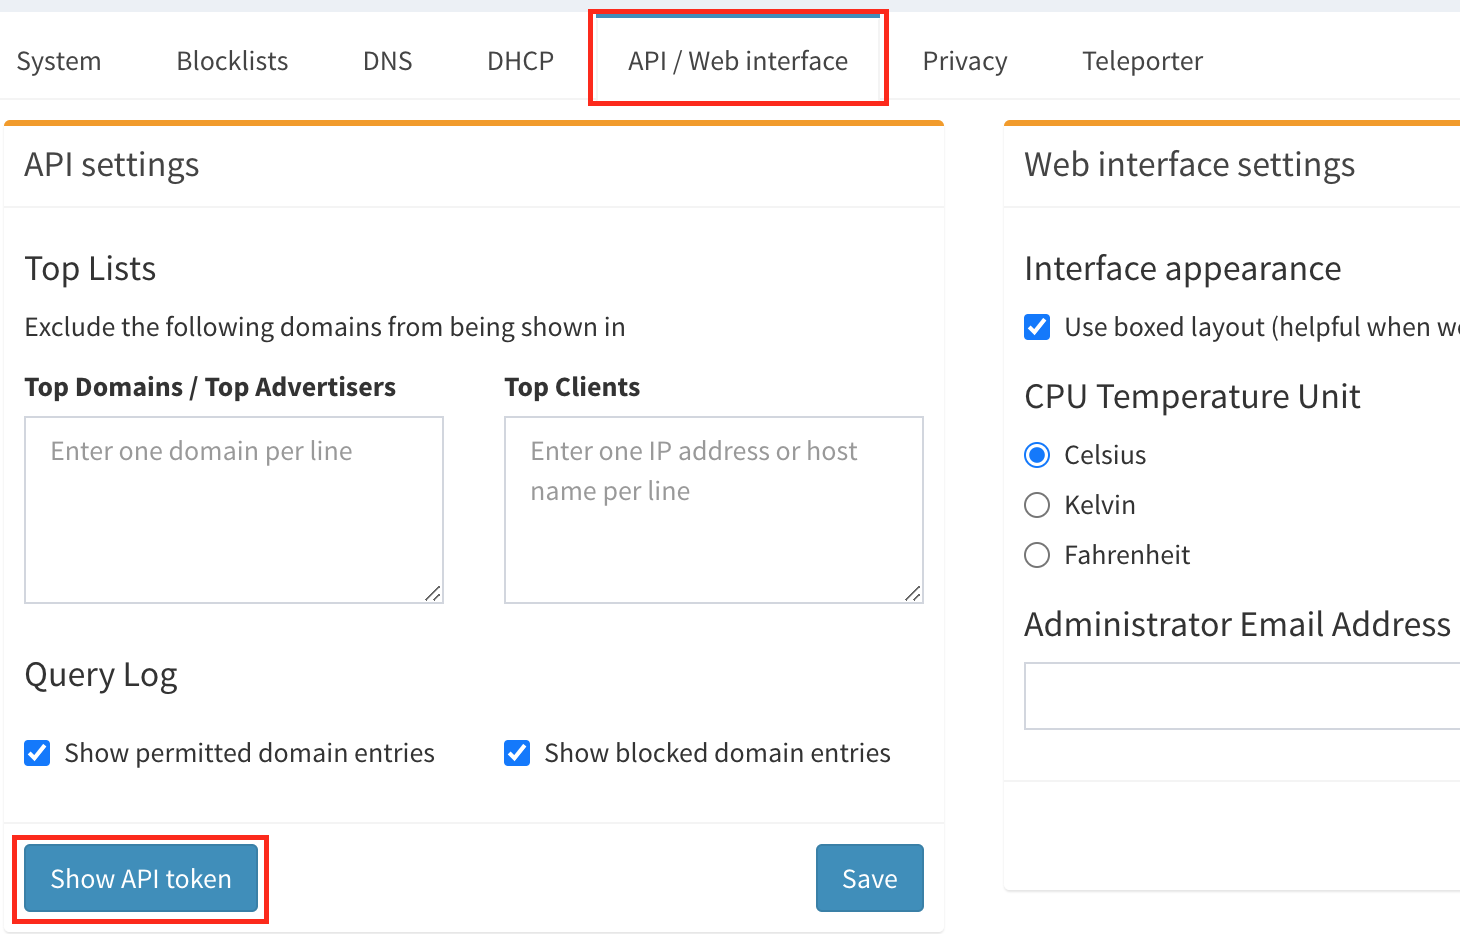 System
Blocklists
DNS
DHCP
API / Web interface
Privacy
Teleporter
API settings
Top Lists
Exclude the following domains from being shown in
Top Domains / Top Advertisers
Enter one domain per line
Top Clients
Enter one IP address or host
name per line
Query Log
Show permitted domain entries
Show blocked domain entries
Show API token
Save
Web interface settings
Interface appearance
Use boxed layout (helpful when
CPU Temperature Unit
Celsius
Kelvin
Fahrenheit
Administrator Email Address